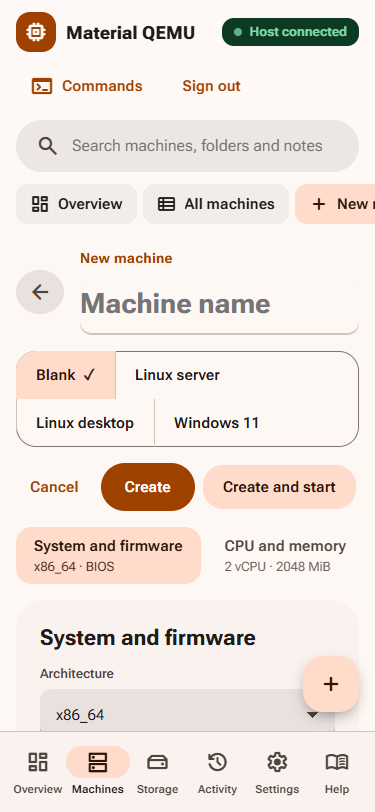 Material QEMU
Host connected
Commands
Sign out
Search machines, folders and notes
Overview
All machines
New
New machine
Machine name
Blank ✓
Linux server
Linux desktop
Windows 11
Cancel
Create
Create and start
System and firmware
x86_64 · BIOS
CPU and memory
2 vCPU · 2048 MiB
System and firmware
Architecture
x86_64
Overview
Machines
Storage
Activity
Settings
Help